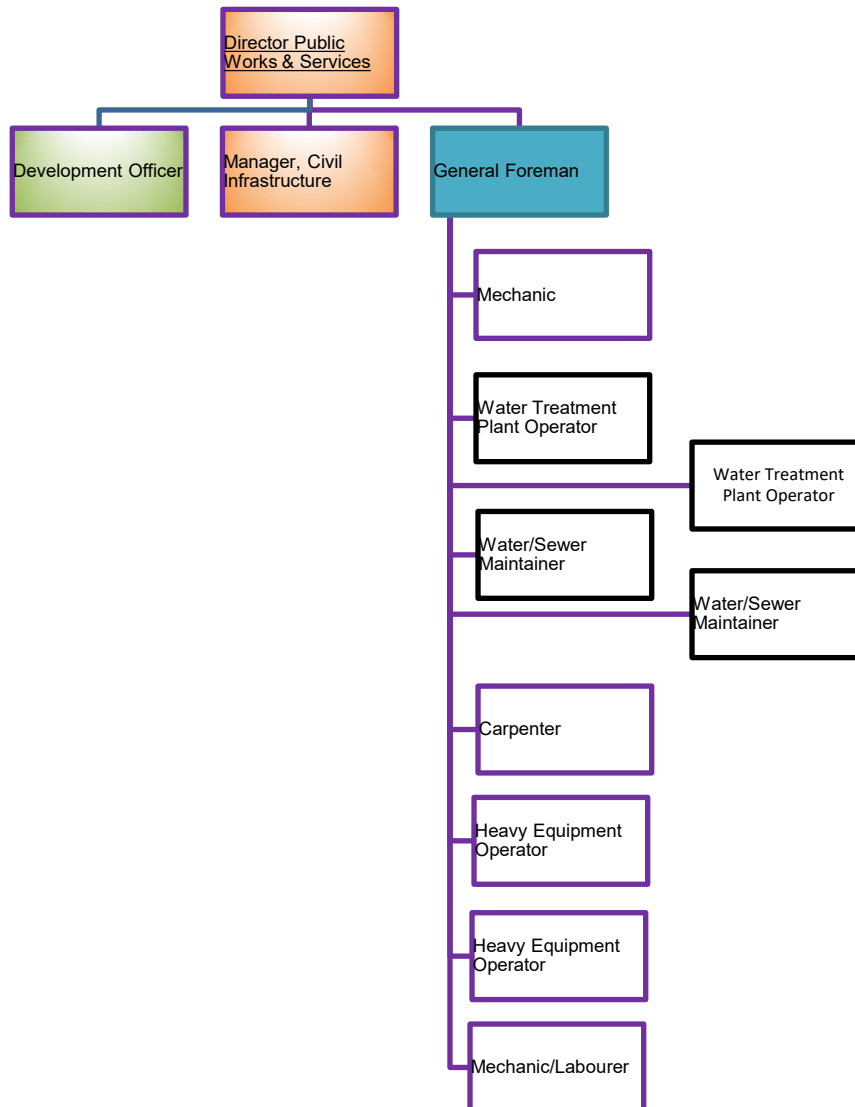 Director Public
Works & Services
Development Officer
Manager, Civil
Infrastructure
General Foreman
Mechanic
Water Treatment
Plant Operator
Water Treatment
Plant Operator
Water/Sewer
Maintainer
Water/Sewer
Maintainer
Carpenter
Heavy Equipment
Operator
Heavy Equipment
Operator
Mechanic/Labourer